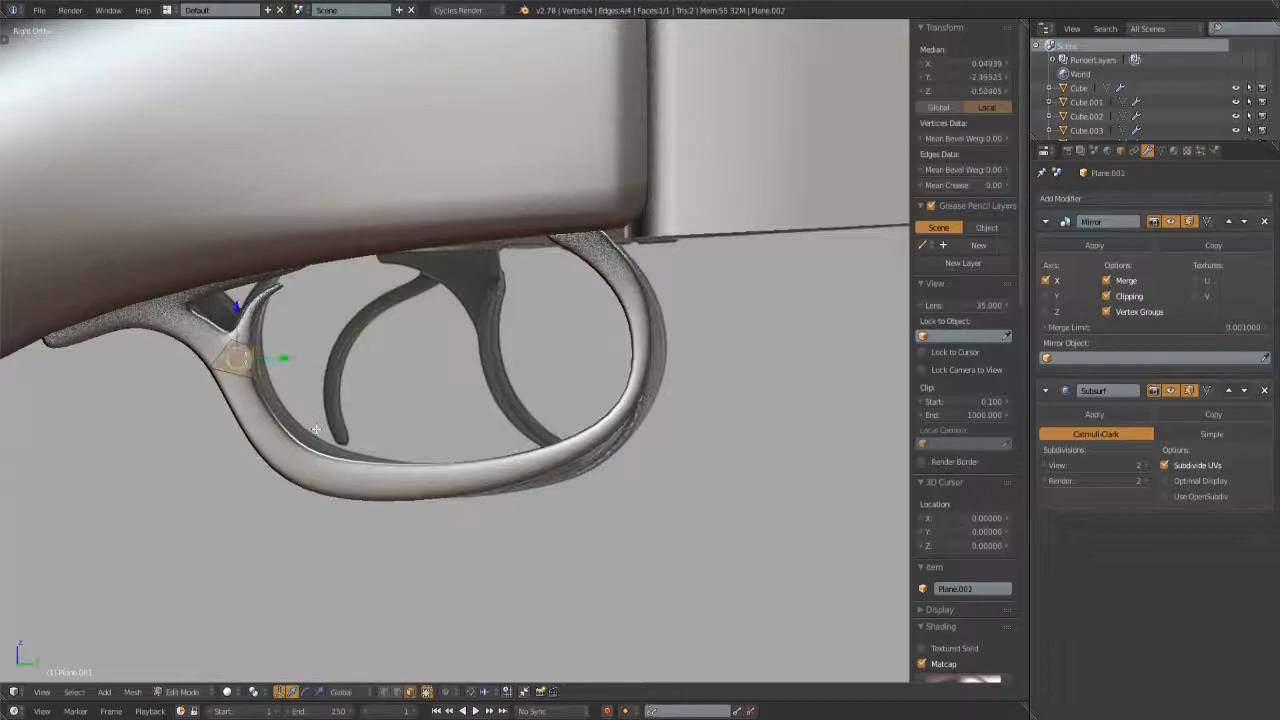 File Render Window Help Default Scene Cycles Render v2.78 | Verts:4/4 | Edges:4/4 | Faces:1/1 | Tris:2 | Mem:55.32M | Plane.002
Right Ortho
Transform
Median:
X: 0.04939
Y: -2.46923
Z: -0.52405
Global Local
Vertices Data:
Mean Bevel Weig: 0.00
Edges Data:
Mean Bevel Weig: 0.00
Mean Crease: 0.00
Grease Pencil Layers
Scene Object
New
New Layer
View
Lens: 35.000
Lock to Object:
Lock to Cursor
Lock Camera to View
Clip:
Start: 0.100
End: 1000.000
Local Camera:
Render Border
3D Cursor
Location:
X: 0.00000
Y: 0.00000
Z: 0.00000
Item
Display
Shading
Textured Solid
Matcap
View Search All Scenes
Scene
RenderLayers
World
Cube
Cube.001
Cube.002
Cube.003
Plane.001
Add Modifier
Mirror
Apply Copy
Axis: Options: Textures:
X Merge U
Y Clipping V
Z Vertex Groups
Merge Limit: 0.001000
Mirror Object:
Subsurf
Apply Copy
Catmull-Clark Simple
Subdivisions: Options:
View: 2 Subdivide UVs
Render: 2 Optimal Display
Use OpenSubdiv
z
(1) Plane.001
View Select Add Mesh Edit Mode Global
View Marker Frame Playback Start: 1 End: 250 1 No Sync